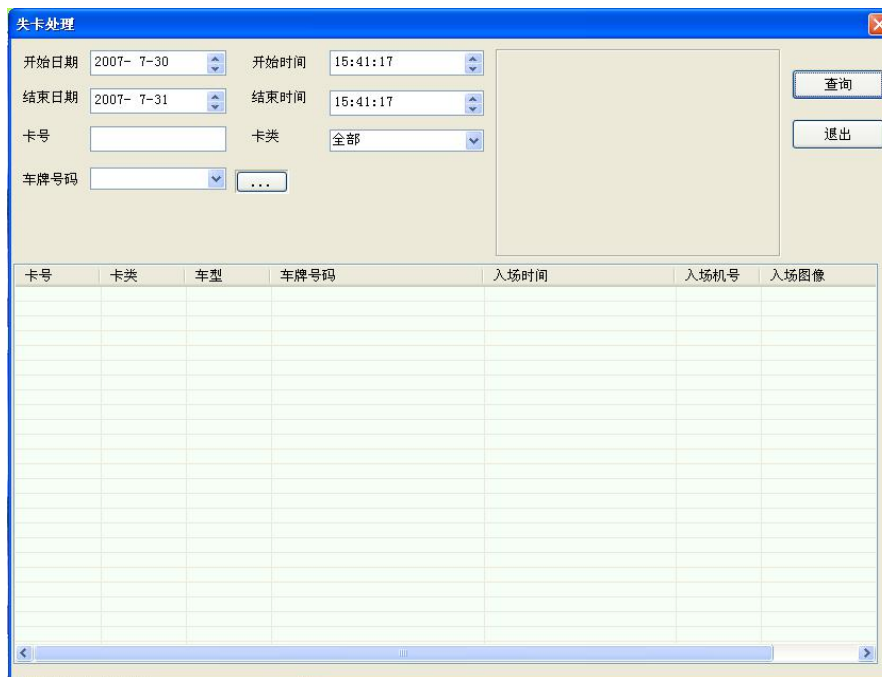 失卡处理
开始日期 2007- 7-30 开始时间 15:41:17
查询
结束日期 2007- 7-31 结束时间 15:41:17
退出
卡号 卡类 全部
车牌号码 ...
卡号 卡类 车型 车牌号码 入场时间 入场机号 入场图像